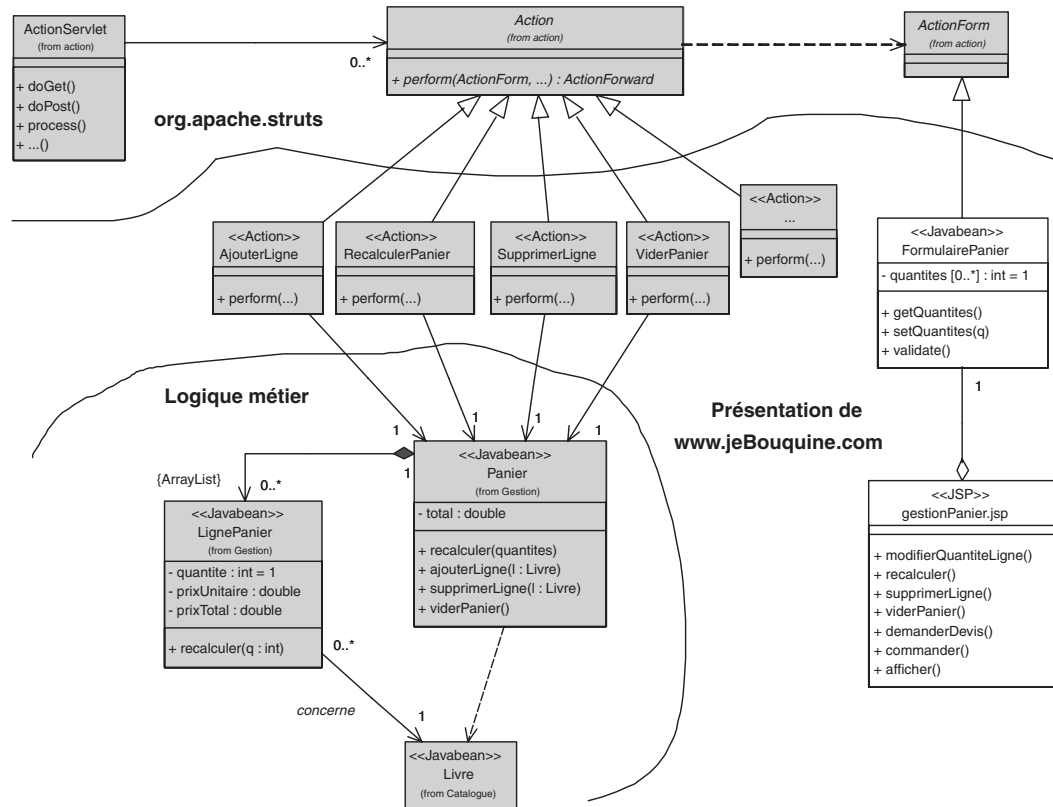 ActionServlet
(from action)
+ doGet()
+ doPost()
+ process()
+ ...()
0..*
Action
(from action)
+ perform(ActionForm, ...) : ActionForward
ActionForm
(from action)
org.apache.struts
<<Action>>
AjouterLigne
+ perform(...)
<<Action>>
RecalculerPanier
+ perform(...)
<<Action>>
SupprimerLigne
+ perform(...)
<<Action>>
ViderPanier
+ perform(...)
<<Action>>
...
+ perform(...)
<<Javabean>>
FormulairePanier
- quantites [0..*] : int = 1
+ getQuantites()
+ setQuantites(q)
+ validate()
1
Logique métier
Présentation de
www.jeBouquine.com
1
1
1
1
1
{ArrayList}
0..*
<<Javabean>>
Panier
(from Gestion)
- total : double
+ recalculer(quantites)
+ ajouterLigne(l : Livre)
+ supprimerLigne(l : Livre)
+ viderPanier()
<<Javabean>>
LignePanier
(from Gestion)
- quantite : int = 1
- prixUnitaire : double
- prixTotal : double
+ recalculer(q : int)
0..*
concerne
1
<<Javabean>>
Livre
(from Catalogue)
<<JSP>>
gestionPanier.jsp
+ modifierQuantiteLigne()
+ recalculer()
+ supprimerLigne()
+ viderPanier()
+ demanderDevis()
+ commander()
+ afficher()